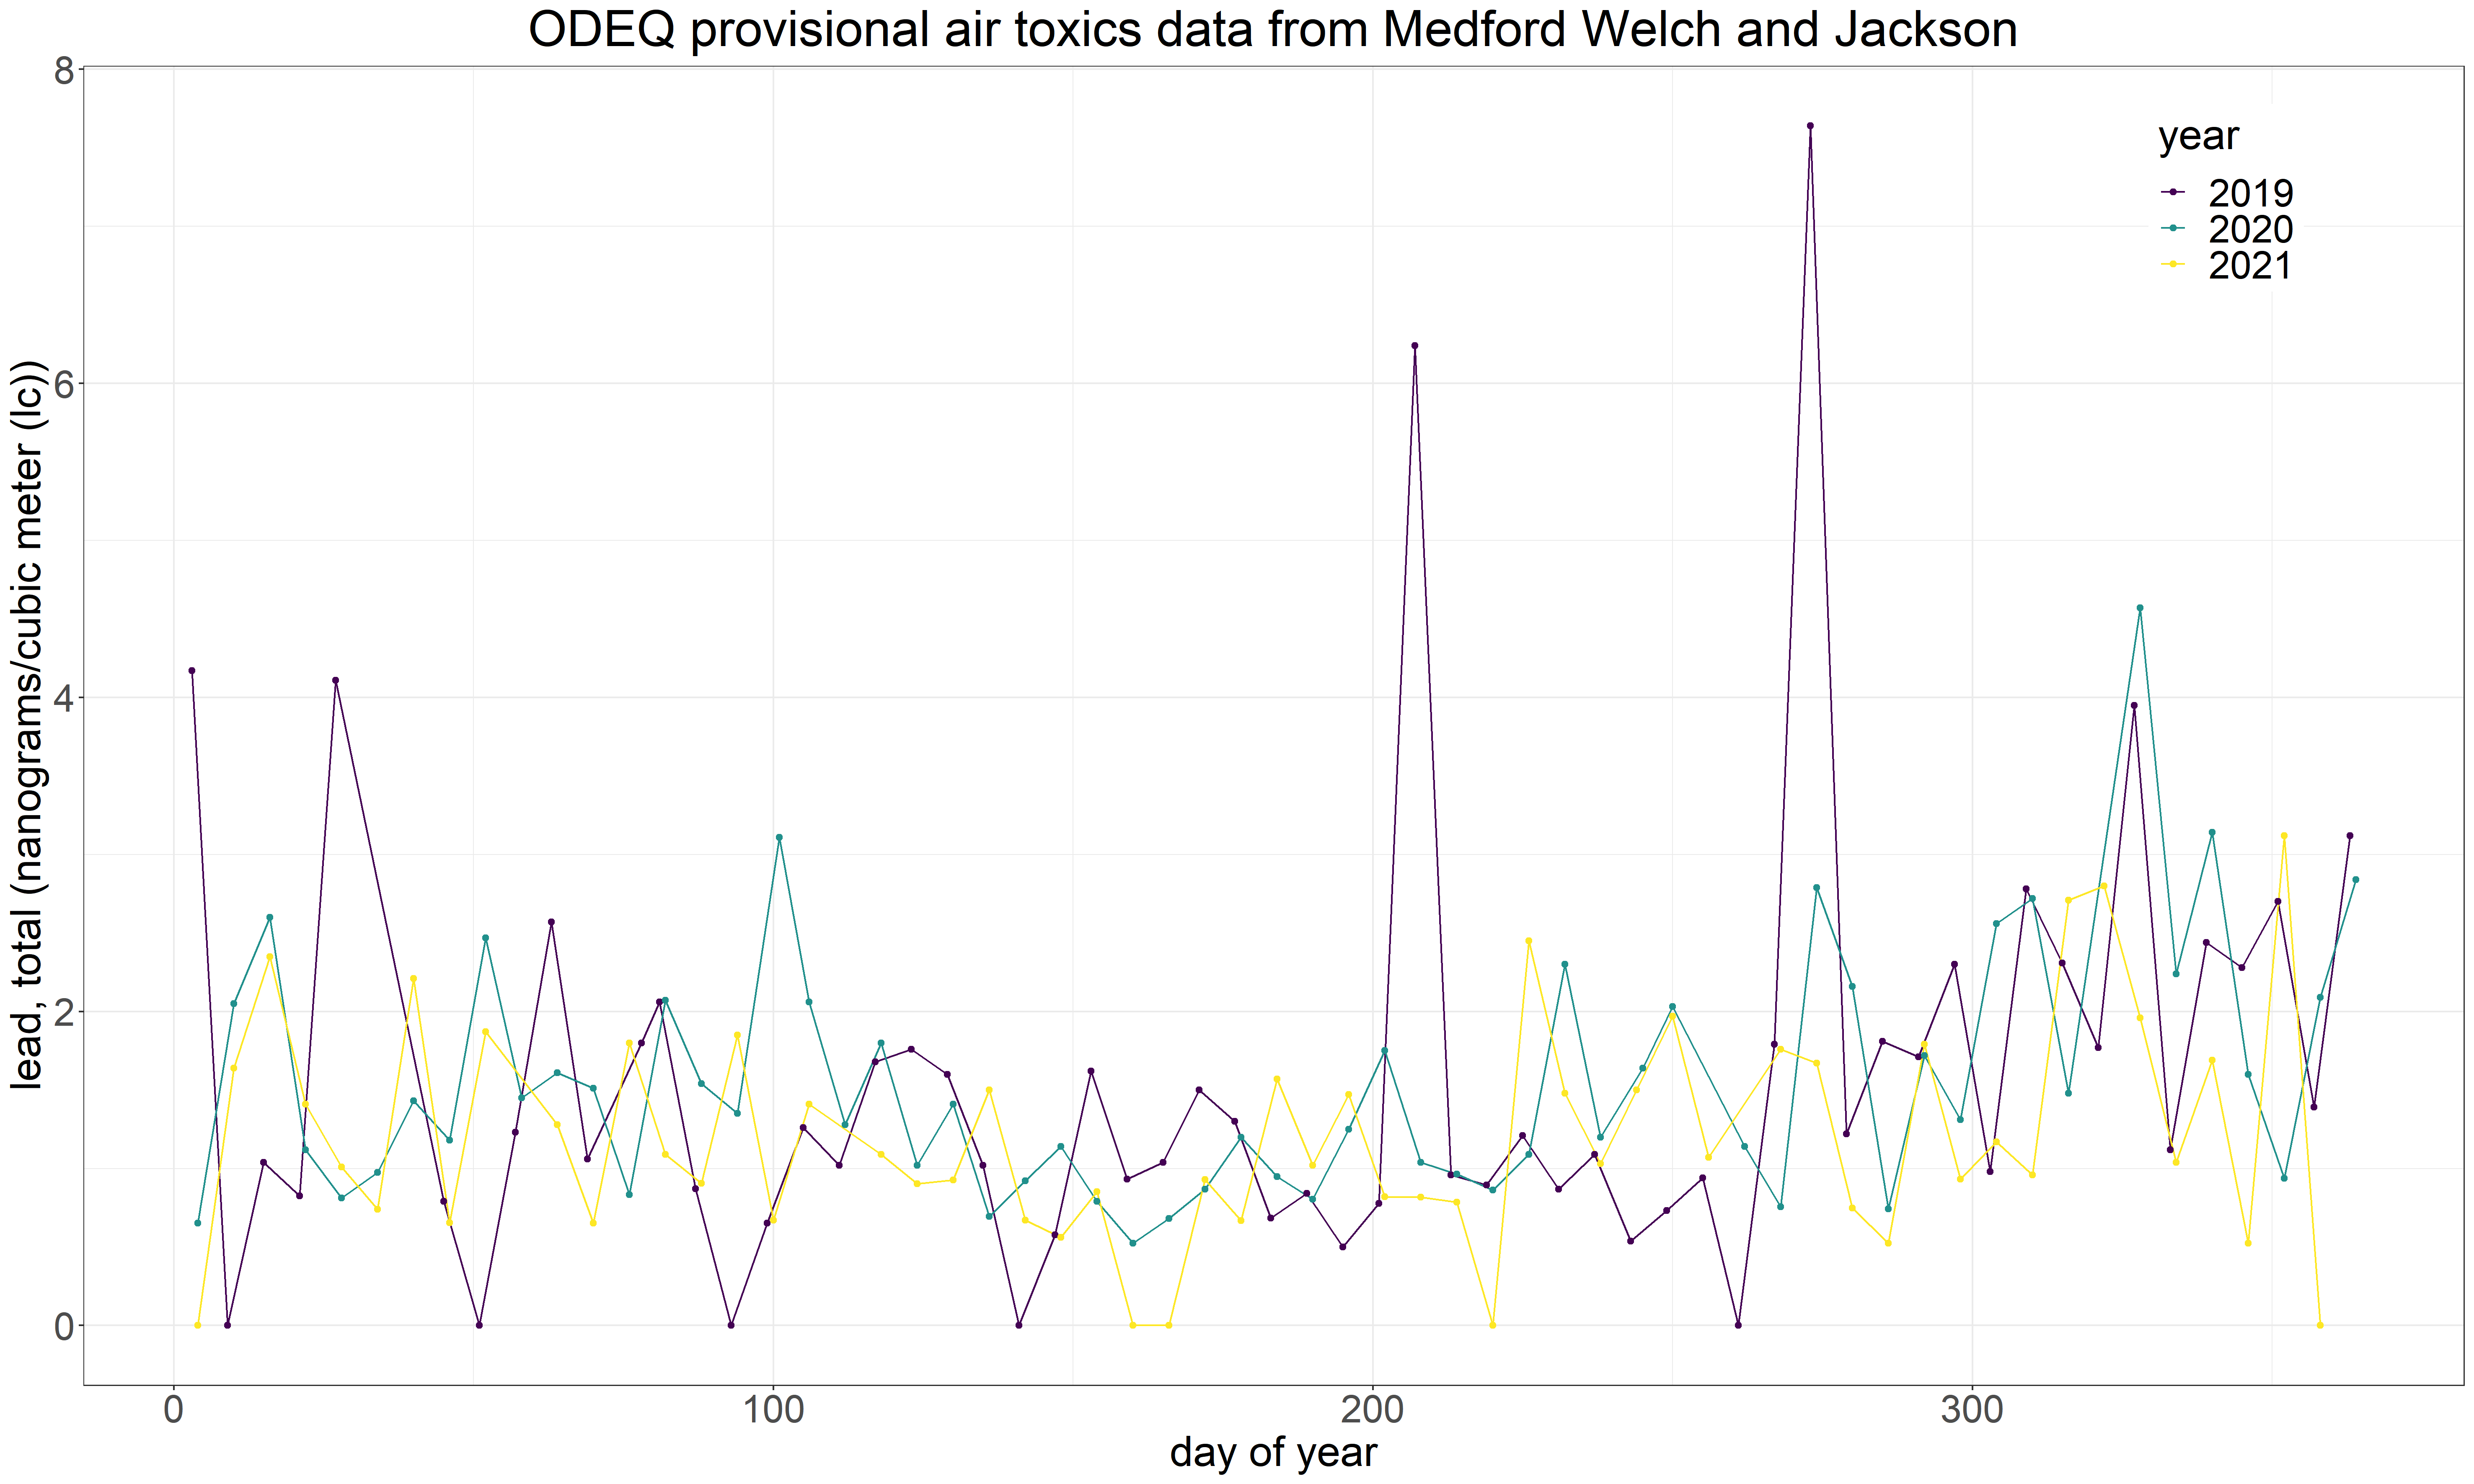 ODEQ provisional air toxics data from Medford Welch and Jackson
lead, total (nanograms/cubic meter (lc))
8
6
4
2
0
year
2019
2020
2021
0 100 200 300
day of year